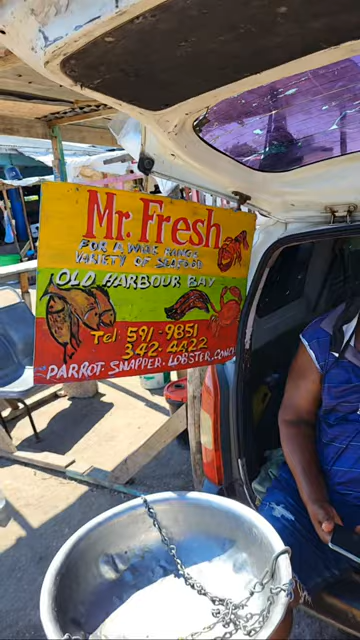 Mr. Fresh
FOR A WIDE RANGE
VARIETY OF SEAFOOD
OLD HARBOUR BAY
Tel: 591-9851
342-4422
PARROT. SNAPPER. LOBSTER. CONCH